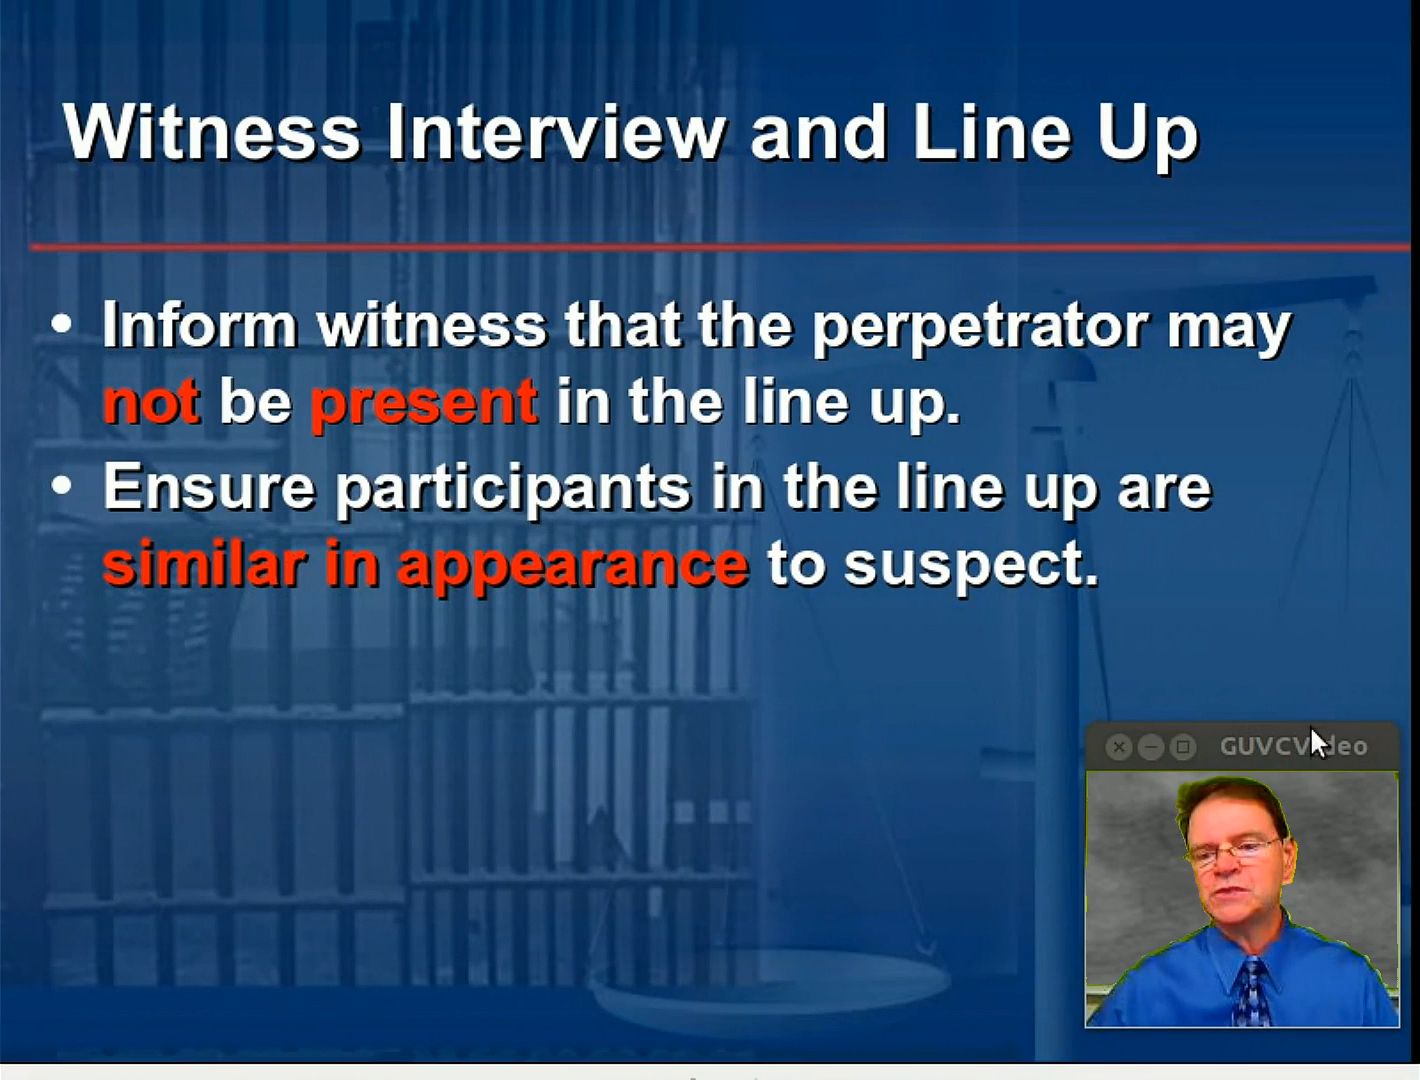 Witness Interview and Line Up
• Inform witness that the perpetrator may
not be present in the line up.
• Ensure participants in the line up are
similar in appearance to suspect.